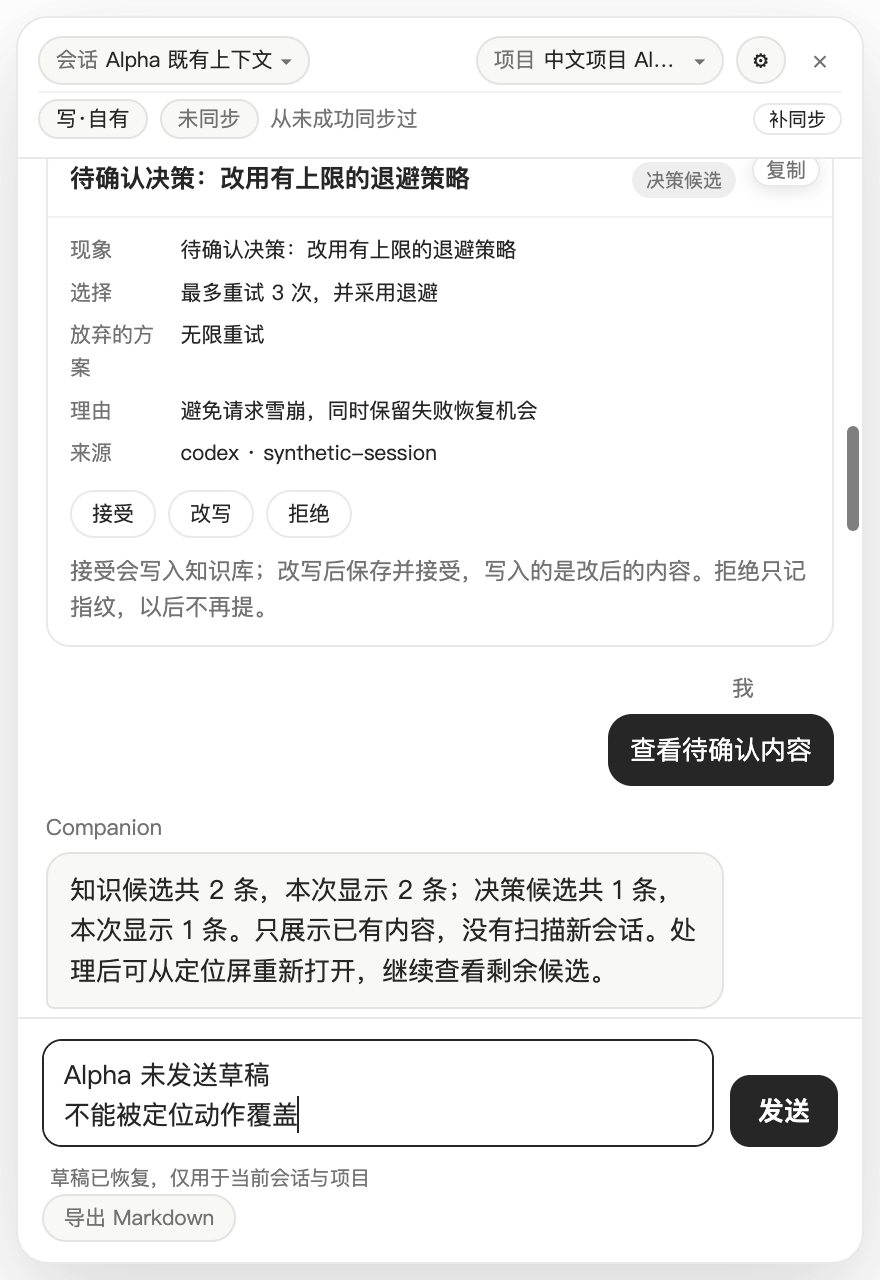 会话 Alpha 既有上下文
项目 中文项目 Al...
写·自有
未同步
从未成功同步过
补同步
待确认决策：改用有上限的退避策略
决策候选
复制
现象 待确认决策：改用有上限的退避策略
选择 最多重试 3 次，并采用退避
放弃的方案 无限重试
理由 避免请求雪崩，同时保留失败恢复机会
来源 codex · synthetic-session
接受
改写
拒绝
接受会写入知识库；改写后保存并接受，写入的是改后的内容。拒绝只记
指纹，以后不再提。
我
查看待确认内容
Companion
知识候选共 2 条，本次显示 2 条；决策候选共 1 条，
本次显示 1 条。只展示已有内容，没有扫描新会话。处
理后可从定位屏重新打开，继续查看剩余候选。
Alpha 未发送草稿
不能被定位动作覆盖
发送
草稿已恢复，仅用于当前会话与项目
导出 Markdown